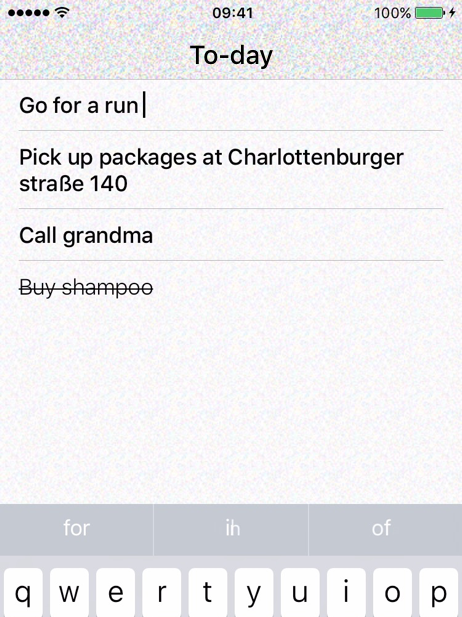 09:41
100%
To-day
Go for a run
Pick up packages at Charlottenburger
straße 140
Call grandma
Buy shampoo
for ih of
q w e r t y u i o p